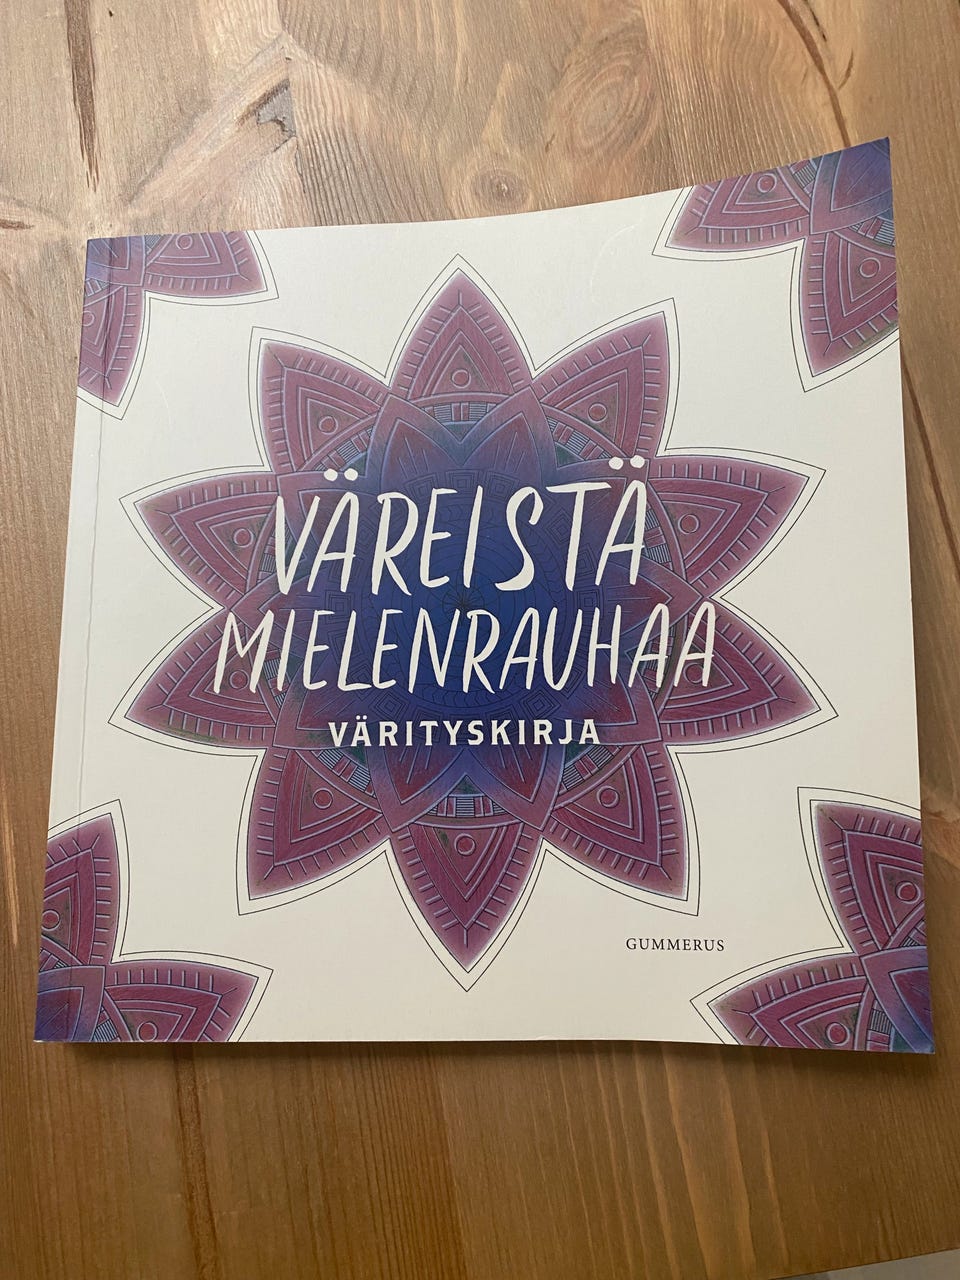 VÄREISTÄ
MIELENRAUHAA
VÄRITYSKIRJA
GUMMERUS